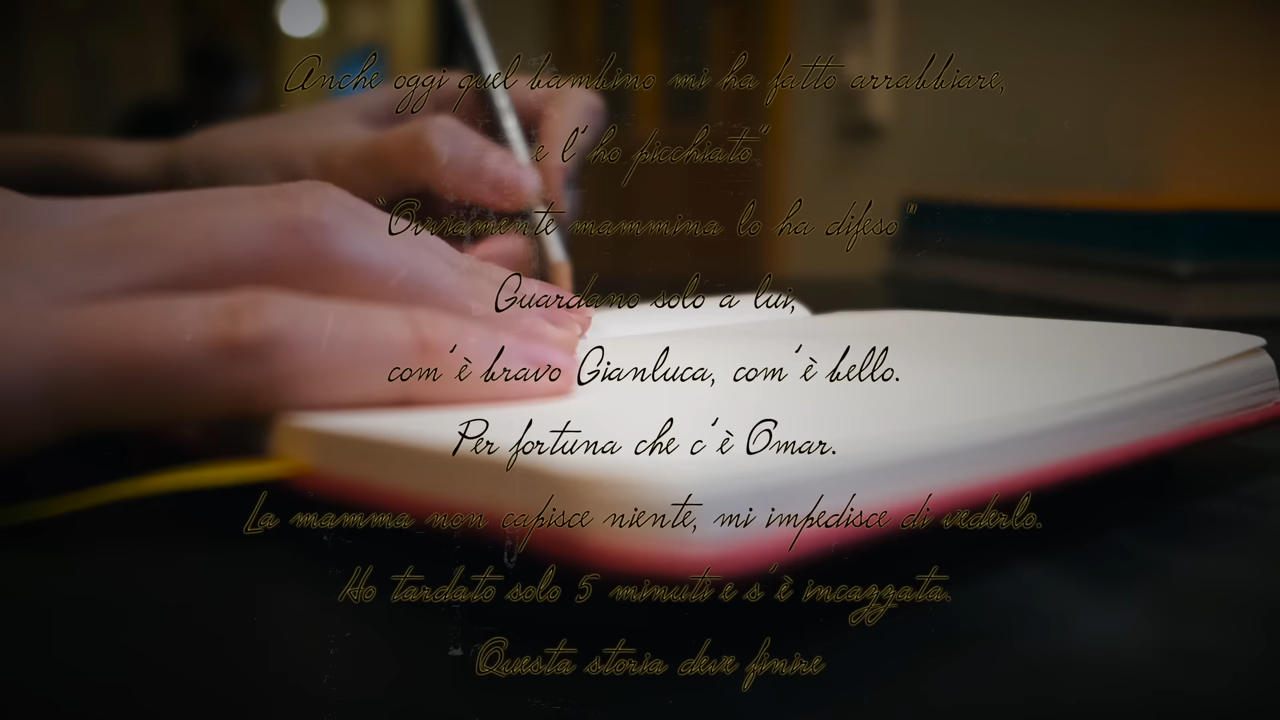 Anche oggi quel bambino mi ha fatto arrabbiare,
e l'ho picchiato"
"Ovviamente mammina lo ha difeso"
Guardano solo a lui,
com'è bravo Gianluca, com'è bello.
Per fortuna che c'è Omar.
La mamma non capisce niente, mi impedisce di vederlo.
Ho tardato solo 5 minuti e s'è incazzata.
Questa storia deve finire